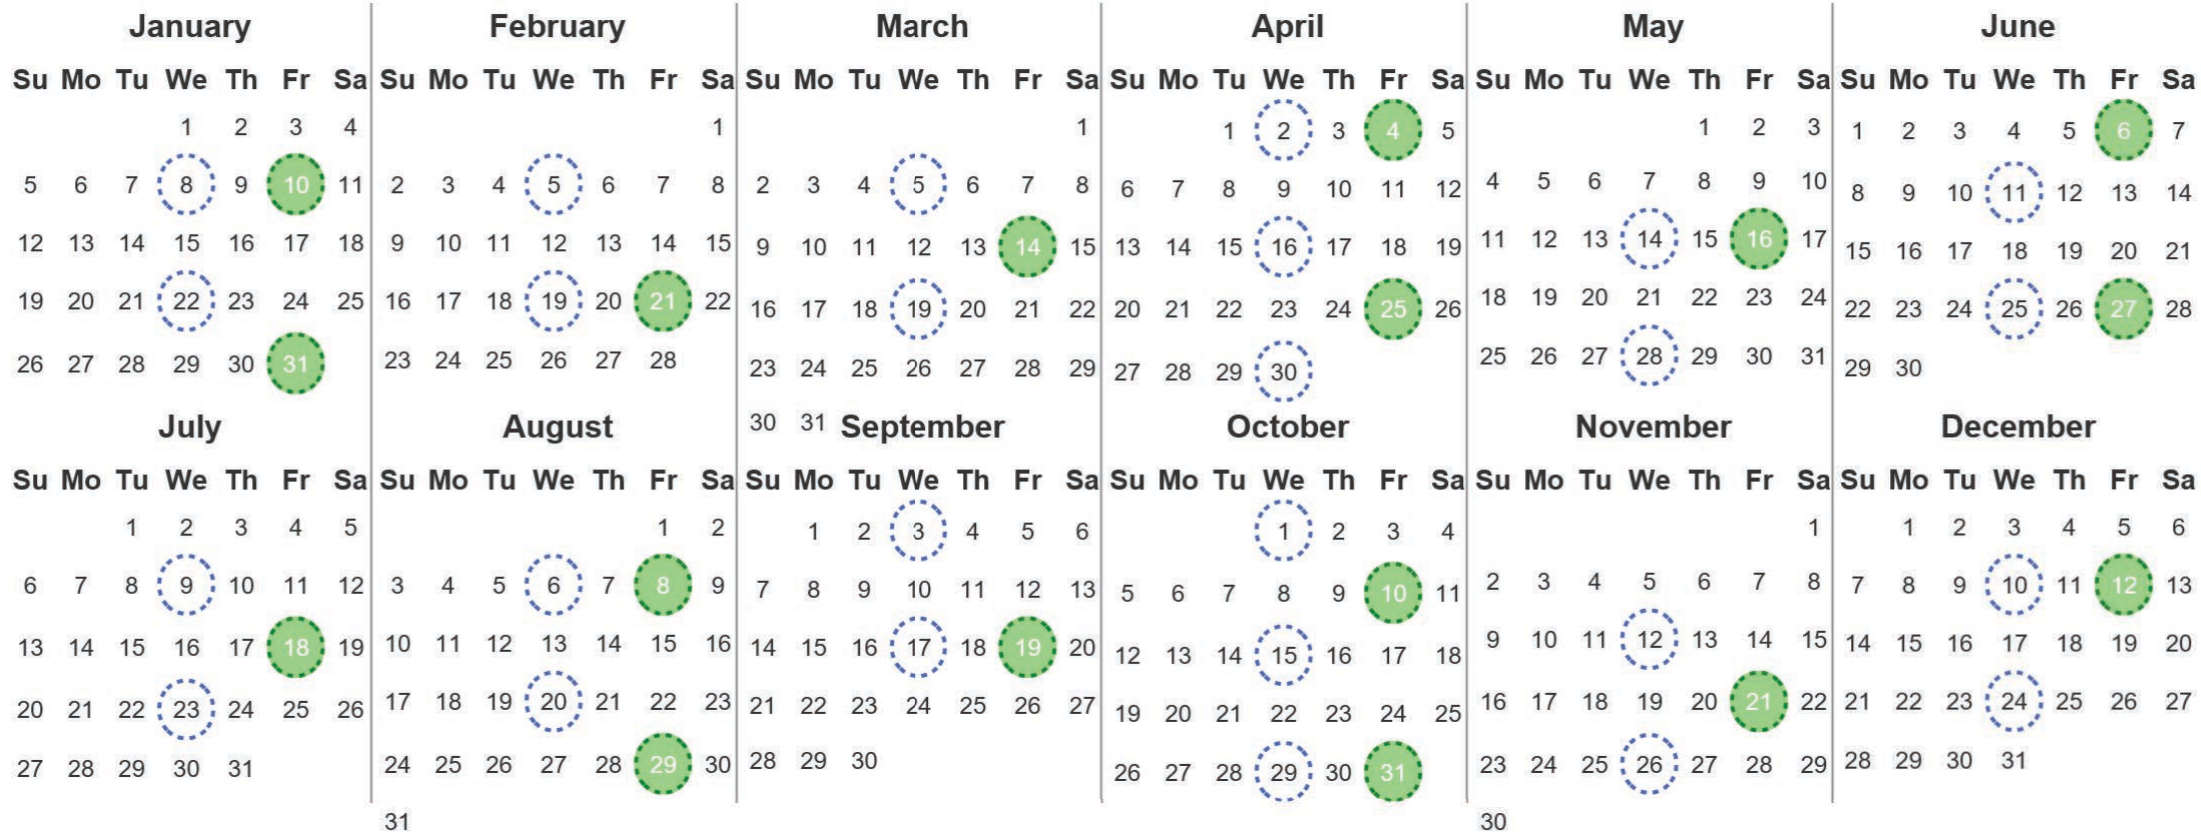 January
Su Mo Tu We Th Fr Sa
1 2 3 4
5 6 7 8 9 10 11
12 13 14 15 16 17 18
19 20 21 22 23 24 25
26 27 28 29 30 31
February
Su Mo Tu We Th Fr Sa
1
2 3 4 5 6 7 8
9 10 11 12 13 14 15
16 17 18 19 20 21 22
23 24 25 26 27 28
March
Su Mo Tu We Th Fr Sa
1
2 3 4 5 6 7 8
9 10 11 12 13 14 15
16 17 18 19 20 21 22
23 24 25 26 27 28 29
30 31
April
Su Mo Tu We Th Fr Sa
1 2 3 4 5
6 7 8 9 10 11 12
13 14 15 16 17 18 19
20 21 22 23 24 25 26
27 28 29 30
May
Su Mo Tu We Th Fr Sa
1 2 3
4 5 6 7 8 9 10
11 12 13 14 15 16 17
18 19 20 21 22 23 24
25 26 27 28 29 30 31
June
Su Mo Tu We Th Fr Sa
1 2 3 4 5 6 7
8 9 10 11 12 13 14
15 16 17 18 19 20 21
22 23 24 25 26 27 28
29 30
July
Su Mo Tu We Th Fr Sa
1 2 3 4 5
6 7 8 9 10 11 12
13 14 15 16 17 18 19
20 21 22 23 24 25 26
27 28 29 30 31
August
Su Mo Tu We Th Fr Sa
1 2
3 4 5 6 7 8 9
10 11 12 13 14 15 16
17 18 19 20 21 22 23
24 25 26 27 28 29 30
31
September
Su Mo Tu We Th Fr Sa
1 2 3 4 5 6
7 8 9 10 11 12 13
14 15 16 17 18 19 20
21 22 23 24 25 26 27
28 29 30
October
Su Mo Tu We Th Fr Sa
1 2 3 4
5 6 7 8 9 10 11
12 13 14 15 16 17 18
19 20 21 22 23 24 25
26 27 28 29 30 31
November
Su Mo Tu We Th Fr Sa
1
2 3 4 5 6 7 8
9 10 11 12 13 14 15
16 17 18 19 20 21 22
23 24 25 26 27 28 29
30
December
Su Mo Tu We Th Fr Sa
1 2 3 4 5 6
7 8 9 10 11 12 13
14 15 16 17 18 19 20
21 22 23 24 25 26 27
28 29 30 31